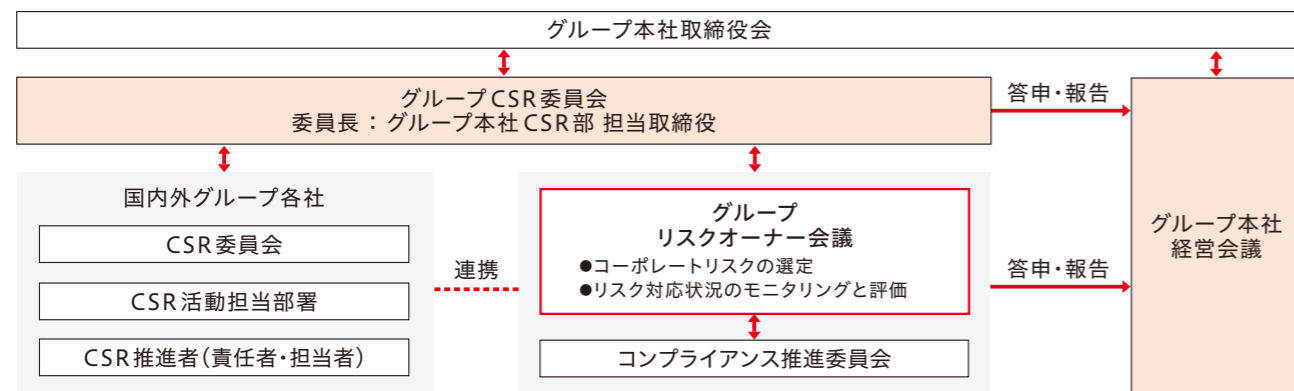 グループ本社取締役会
グループCSR委員会
委員長：グループ本社CSR部 担当取締役
答申・報告
国内外グループ各社
CSR委員会
CSR活動担当部署
CSR推進者(責任者・担当者)
連携
グループ
リスクオーナー会議
●コーポレートリスクの選定
●リスク対応状況のモニタリングと評価
コンプライアンス推進委員会
答申・報告
グループ本社
経営会議